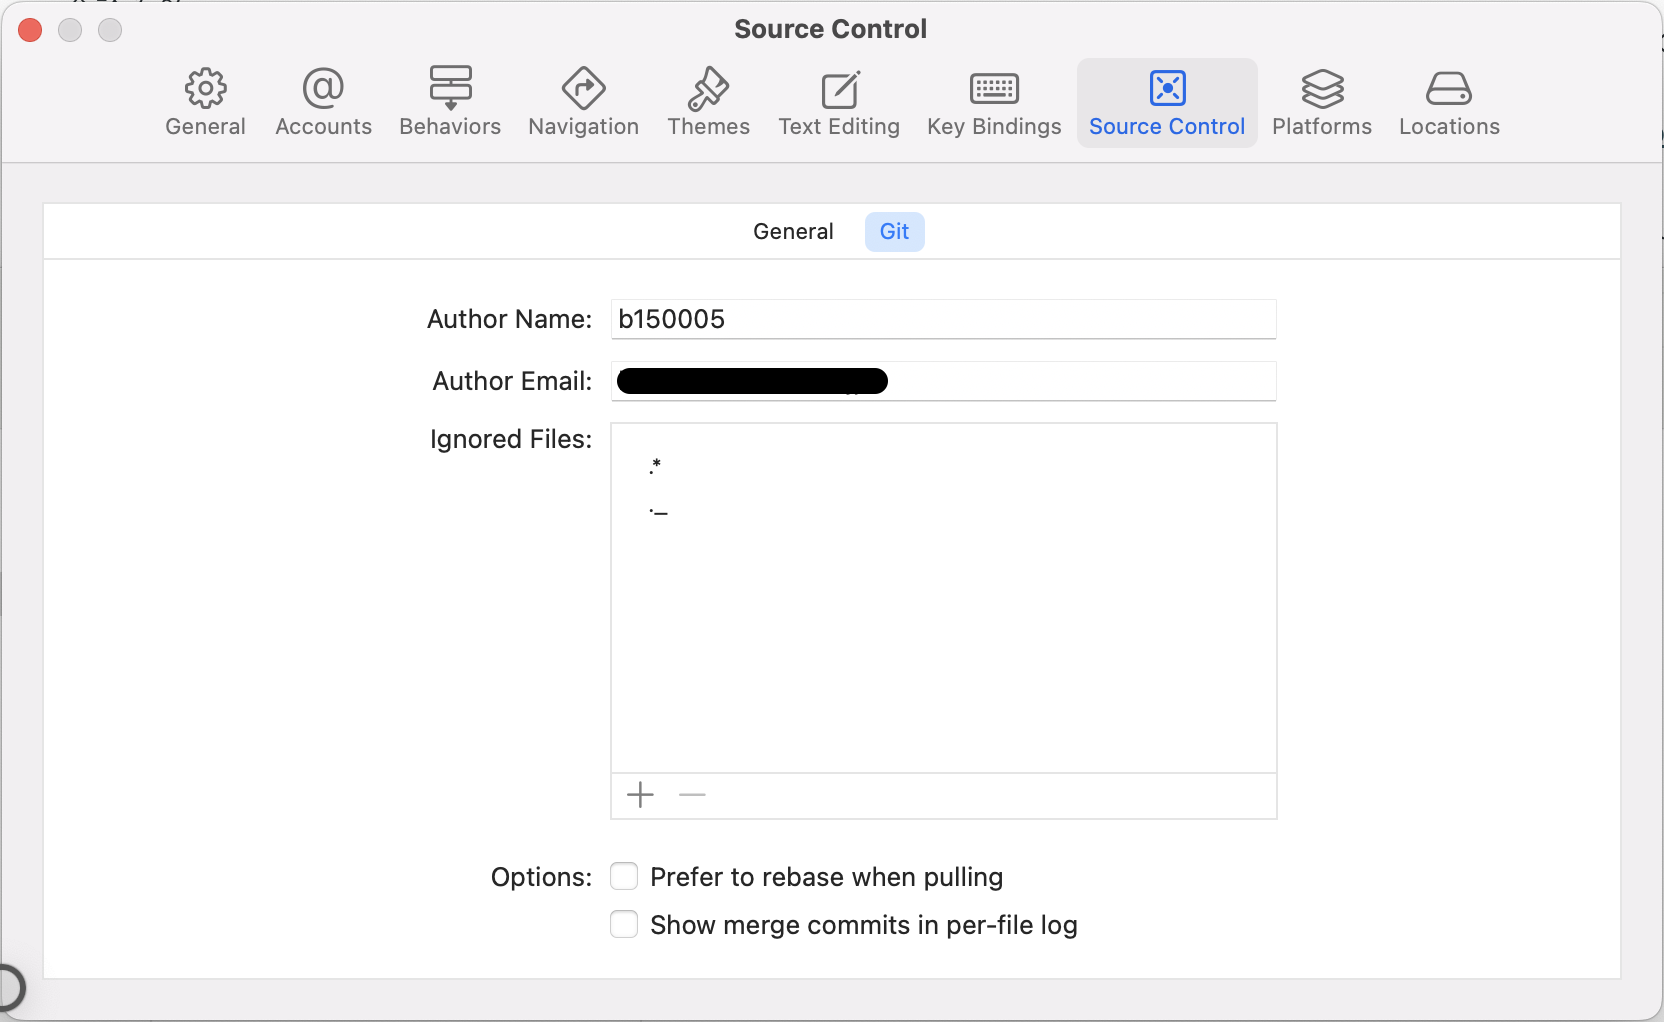 Source Control
General Accounts Behaviors Navigation Themes Text Editing Key Bindings Source Control Platforms Locations
General Git
Author Name: b150005
Author Email:
Ignored Files:
.*
._
Options: Prefer to rebase when pulling
Show merge commits in per-file log